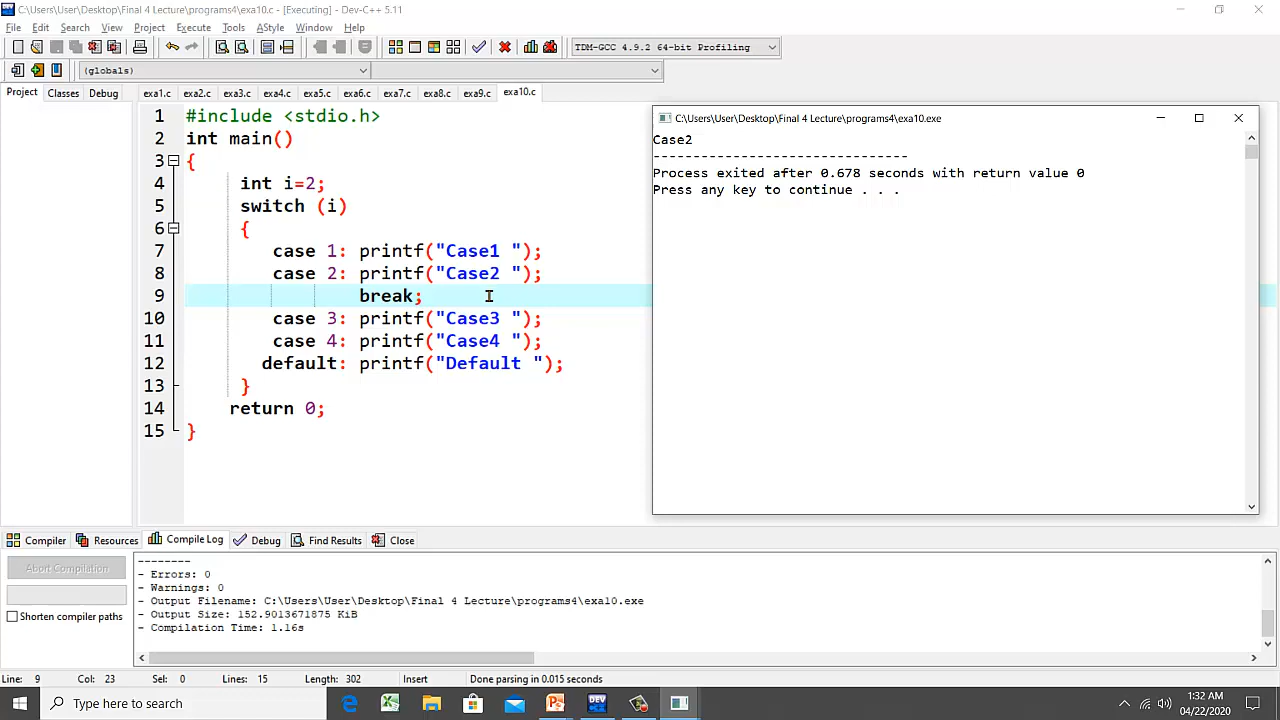 C:\Users\User\Desktop\Final 4 Lecture\programs4\exa10.c - [Executing] - Dev-C++ 5.11
File Edit Search View Project Execute Tools AStyle Window Help
TDM-GCC 4.9.2 64-bit Profiling
(globals)
Project Classes Debug
exa1.c exa2.c exa3.c exa4.c exa5.c exa6.c exa7.c exa8.c exa9.c exa10.c
1 #include <stdio.h>
2 int main()
3 {
4 int i=2;
5 switch (i)
6 {
7 case 1: printf("Case1 ");
8 case 2: printf("Case2 ");
9 break;
10 case 3: printf("Case3 ");
11 case 4: printf("Case4 ");
12 default: printf("Default ");
13 }
14 return 0;
15 }
C:\Users\User\Desktop\Final 4 Lecture\programs4\exa10.exe
Case2
--------------------------------
Process exited after 0.678 seconds with return value 0
Press any key to continue . . .
Compiler Resources Compile Log Debug Find Results Close
Abort Compilation
Shorten compiler paths
--------
- Errors: 0
- Warnings: 0
- Output Filename: C:\Users\User\Desktop\Final 4 Lecture\programs4\exa10.exe
- Output Size: 152.9013671875 KiB
- Compilation Time: 1.16s
Line: 9 Col: 23 Sel: 0 Lines: 15 Length: 302 Insert Done parsing in 0.015 seconds
Type here to search
1:32 AM
04/22/2020